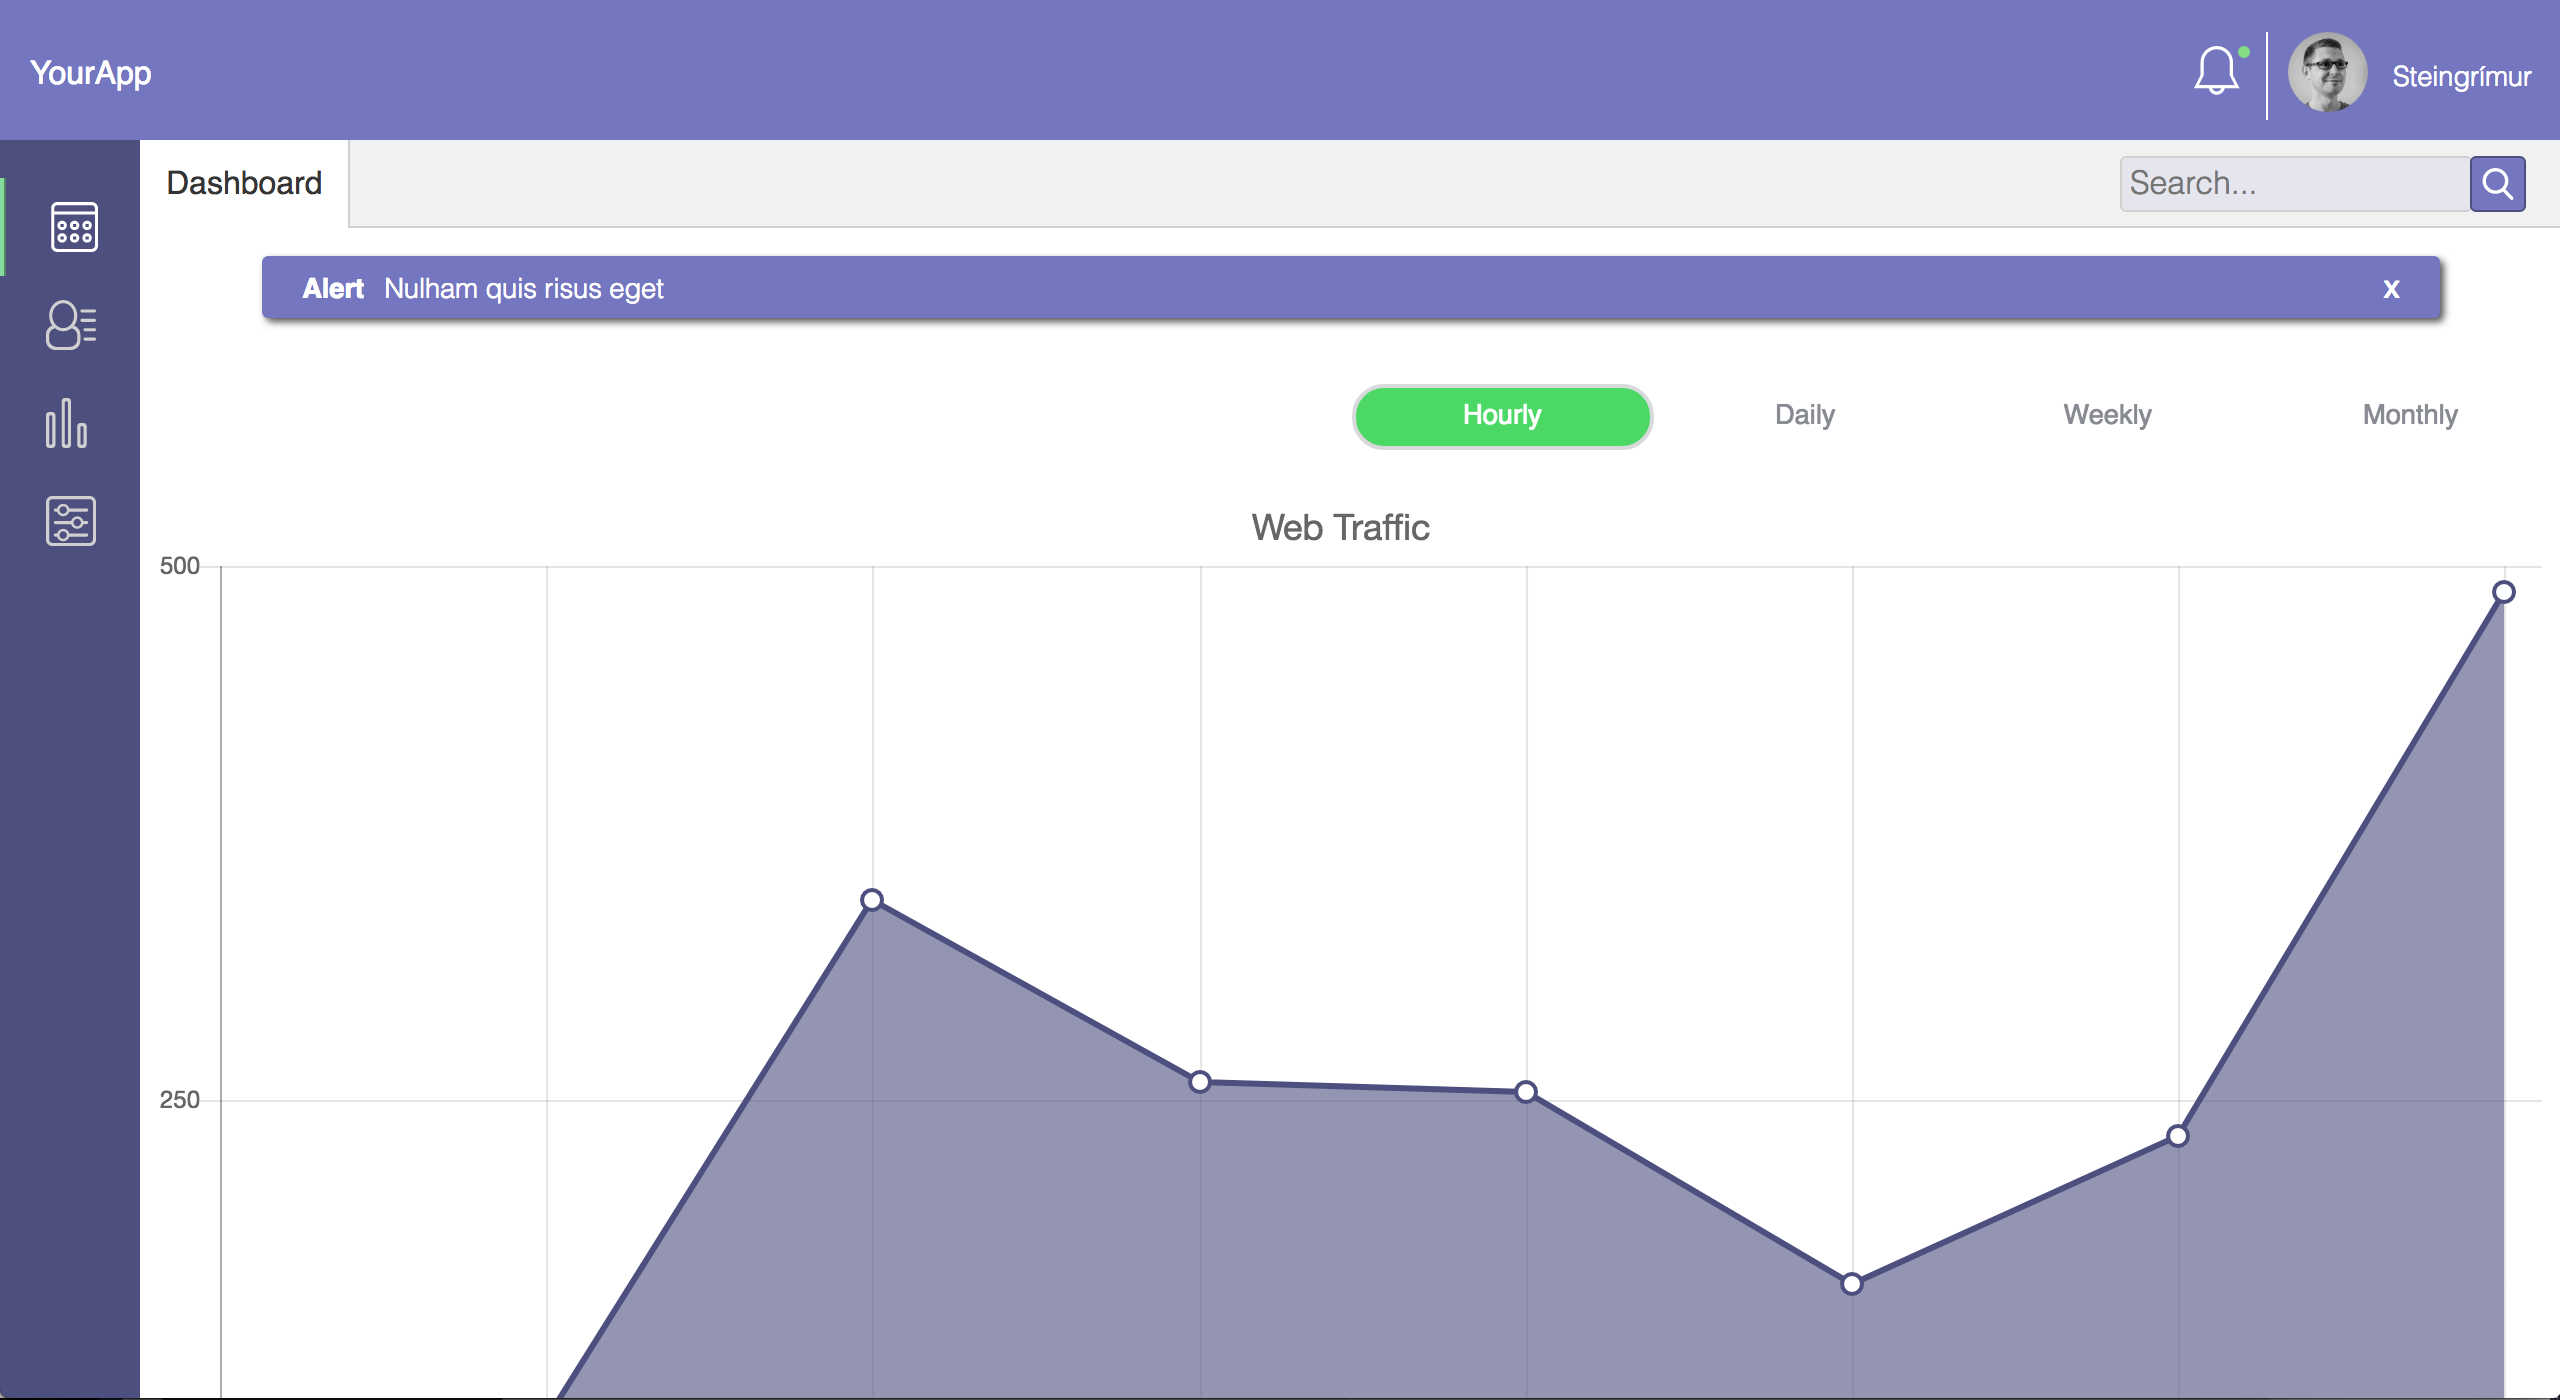 YourApp
Steingrímur
Dashboard
Search...
Alert Nulham quis risus eget x
Hourly Daily Weekly Monthly
Web Traffic
500
250